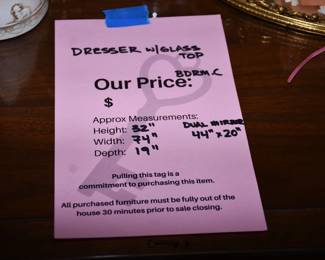 DRESSER W/GLASS
TOP
BDRM.C
Our Price:
$
Approx Measurements:
Height: 32"
Width: 74"
Depth: 19"
DUAL MIRROR
44" x 20"
Pulling this tag is a
commitment to purchasing this item.
All purchased furniture must be fully out of the
house 30 minutes prior to sale closing.